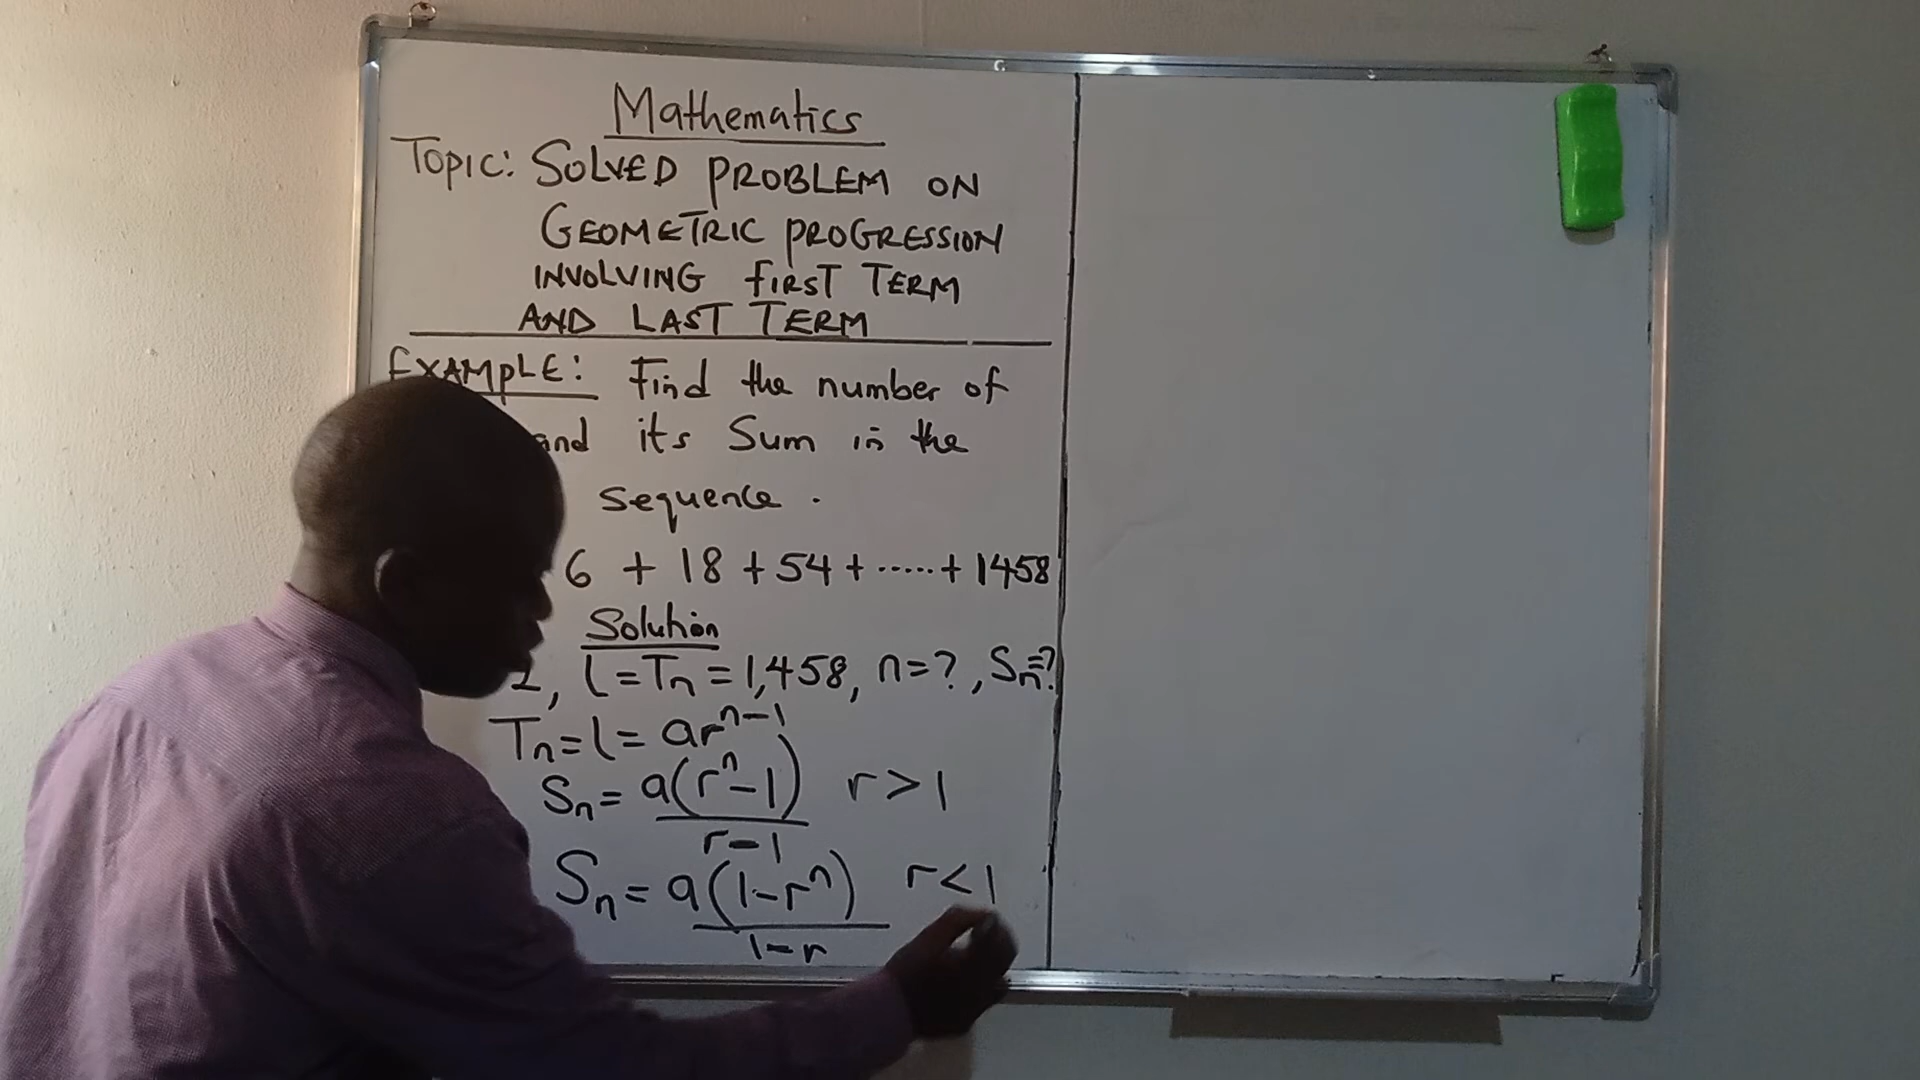 Mathematics
TOPIC: SOLVED PROBLEM ON
GEOMETRIC PROGRESSION
INVOLVING FIRST TERM
AND LAST TERM
EXAMPLE: Find the number of
and its Sum in the
sequence .
6 + 18 + 54 + ..... + 1458
Solution
, l = Tn = 1,458, n = ?, Sn = ?
Tn = l = ar^n-1
Sn = a(r^n - 1) r > 1
r - 1
Sn = a(1 - r^n) r < 1
1 - r